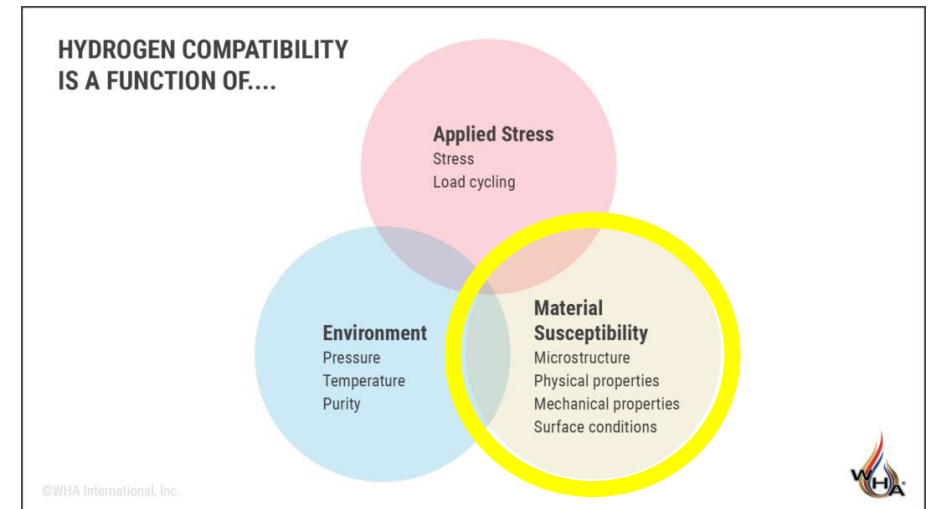 HYDROGEN COMPATIBILITY
IS A FUNCTION OF....
Applied Stress
Stress
Load cycling
Environment
Pressure
Temperature
Purity
Material
Susceptibility
Microstructure
Physical properties
Mechanical properties
Surface conditions
©WHA International, Inc.
WHA